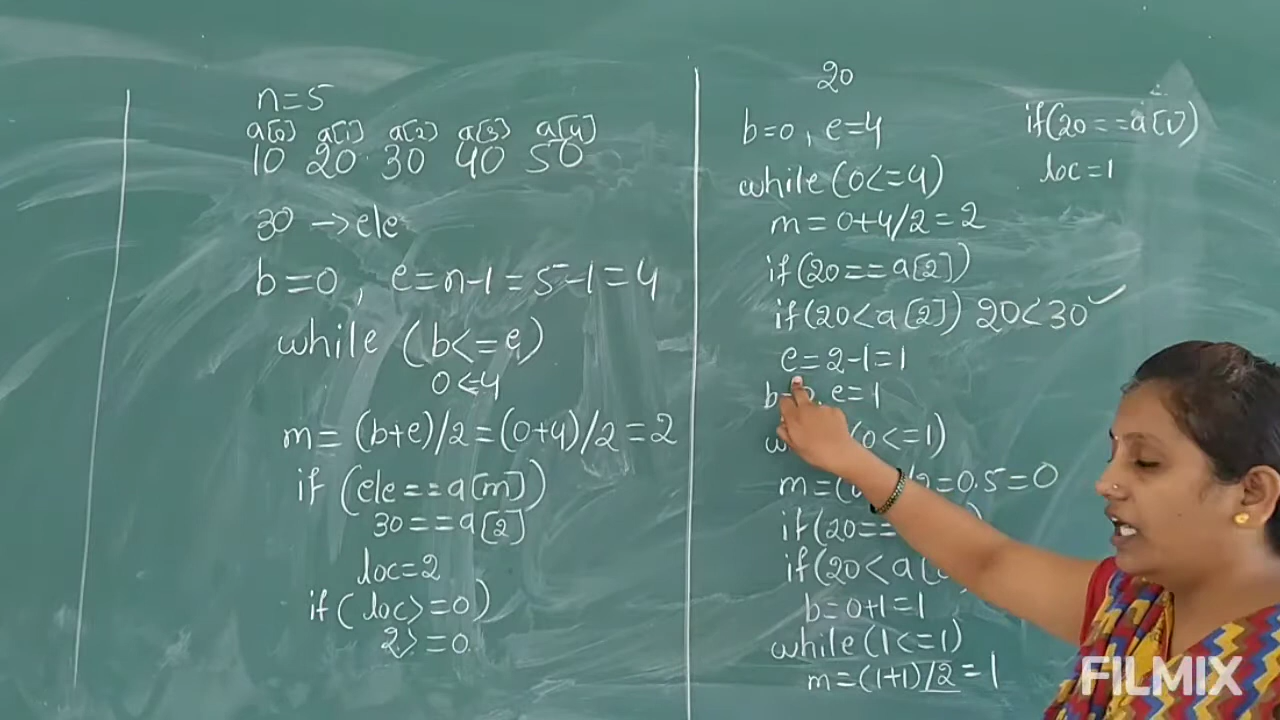 n=5
a[0] a[1] a[2] a[3] a[4]
10 20 30 40 50
30 → ele
b=0, e=n-1=5-1=4
while (b<=e)
0<=4
m=(b+e)/2=(0+4)/2=2
if (ele==a[m])
30==a[2]
loc=2
if(loc>=0)
2>=0
20
b=0, e=4
while(0<=4)
m=0+4/2=2
if(20==a[2])
if(20<a[2]) 20<30 ✓
e=2-1=1
e=1
(0<=1)
m=( /2=0.5=0
if(20==
if(20<a[
b=0+1=1
while(1<=1)
m=(1+1)/2=1
if(20==a[1])
loc=1
FILMIX